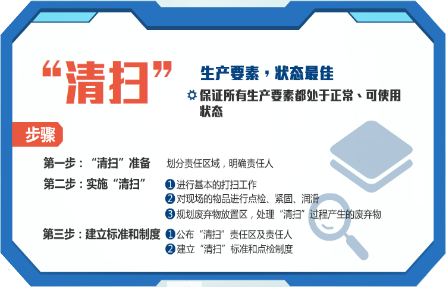 “清扫”
生产要素，状态最佳
保证所有生产要素都处于正常、可使用
状态
步骤
第一步：“清扫”准备 划分责任区域，明确责任人
第二步：实施“清扫” ❶进行基本的打扫工作
❷对现场的物品进行点检、紧固、润滑
❸规划废弃物放置区，处理“清扫”过程产生的废弃物
第三步：建立标准和制度 ❶公布“清扫”责任区及责任人
❷建立“清扫”标准和点检制度